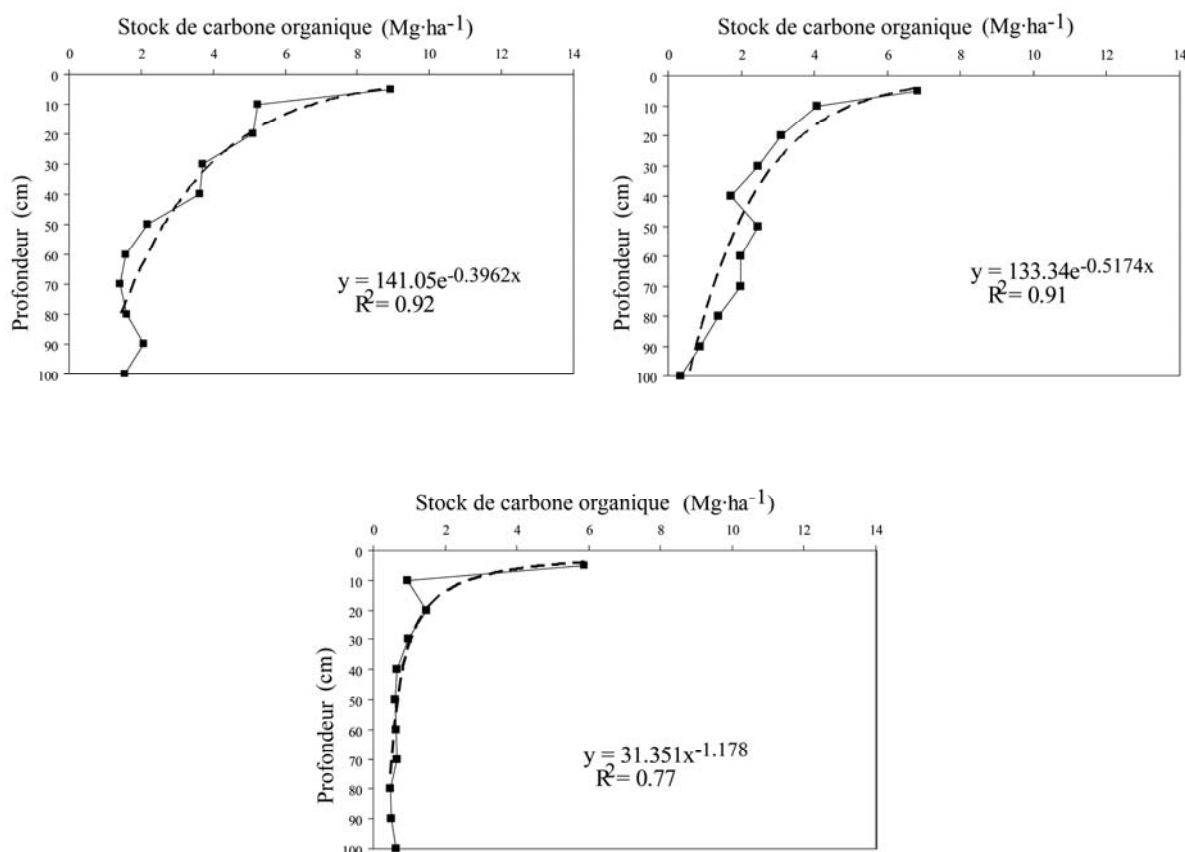 Stock de carbone organique (Mg·ha-1)
0 2 4 6 8 10 12 14
Profondeur (cm)
0
10
20
30
40
50
60
70
80
90
100
y = 141.05e-0.3962x
R2= 0.92
Stock de carbone organique (Mg·ha-1)
0 2 4 6 8 10 12 14
Profondeur (cm)
0
10
20
30
40
50
60
70
80
90
100
y = 133.34e-0.5174x
R2= 0.91
Stock de carbone organique (Mg·ha-1)
0 2 4 6 8 10 12 14
Profondeur (cm)
0
10
20
30
40
50
60
70
80
90
100
y = 31.351x-1.178
R2= 0.77